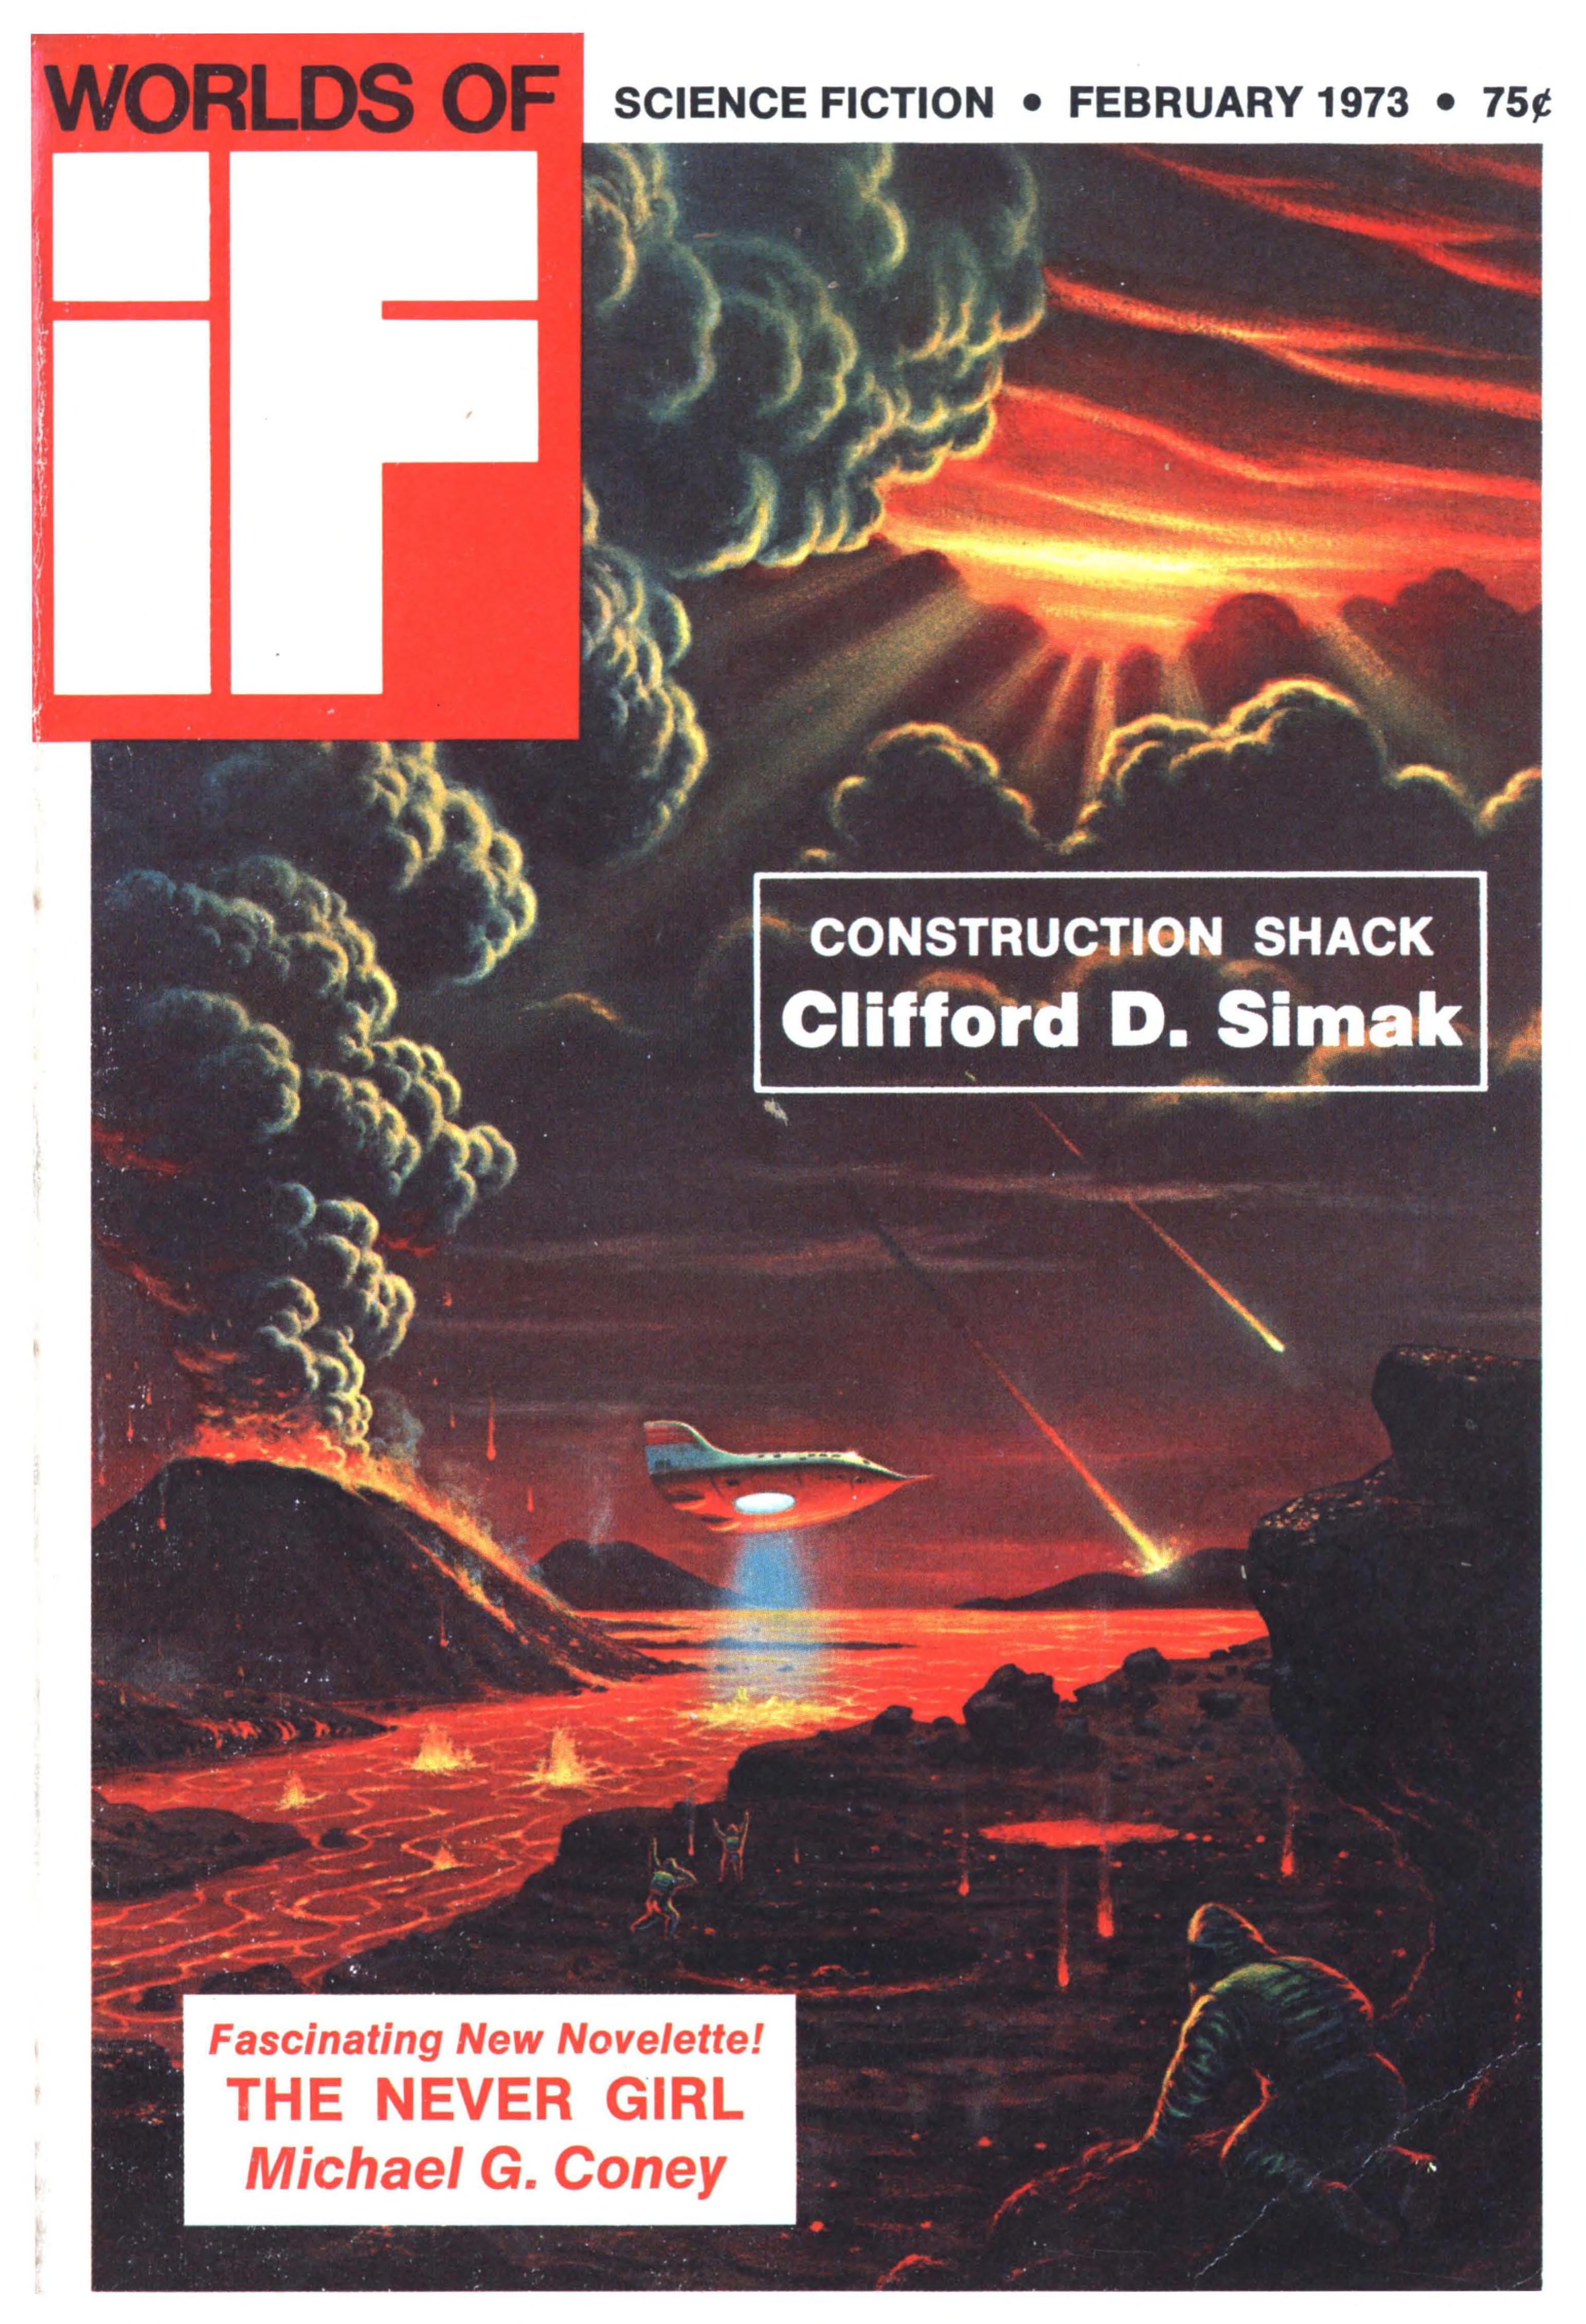 WORLDS OF
iF
SCIENCE FICTION • FEBRUARY 1973 • 75¢
CONSTRUCTION SHACK
Clifford D. Simak
Fascinating New Novelette!
THE NEVER GIRL
Michael G. Coney